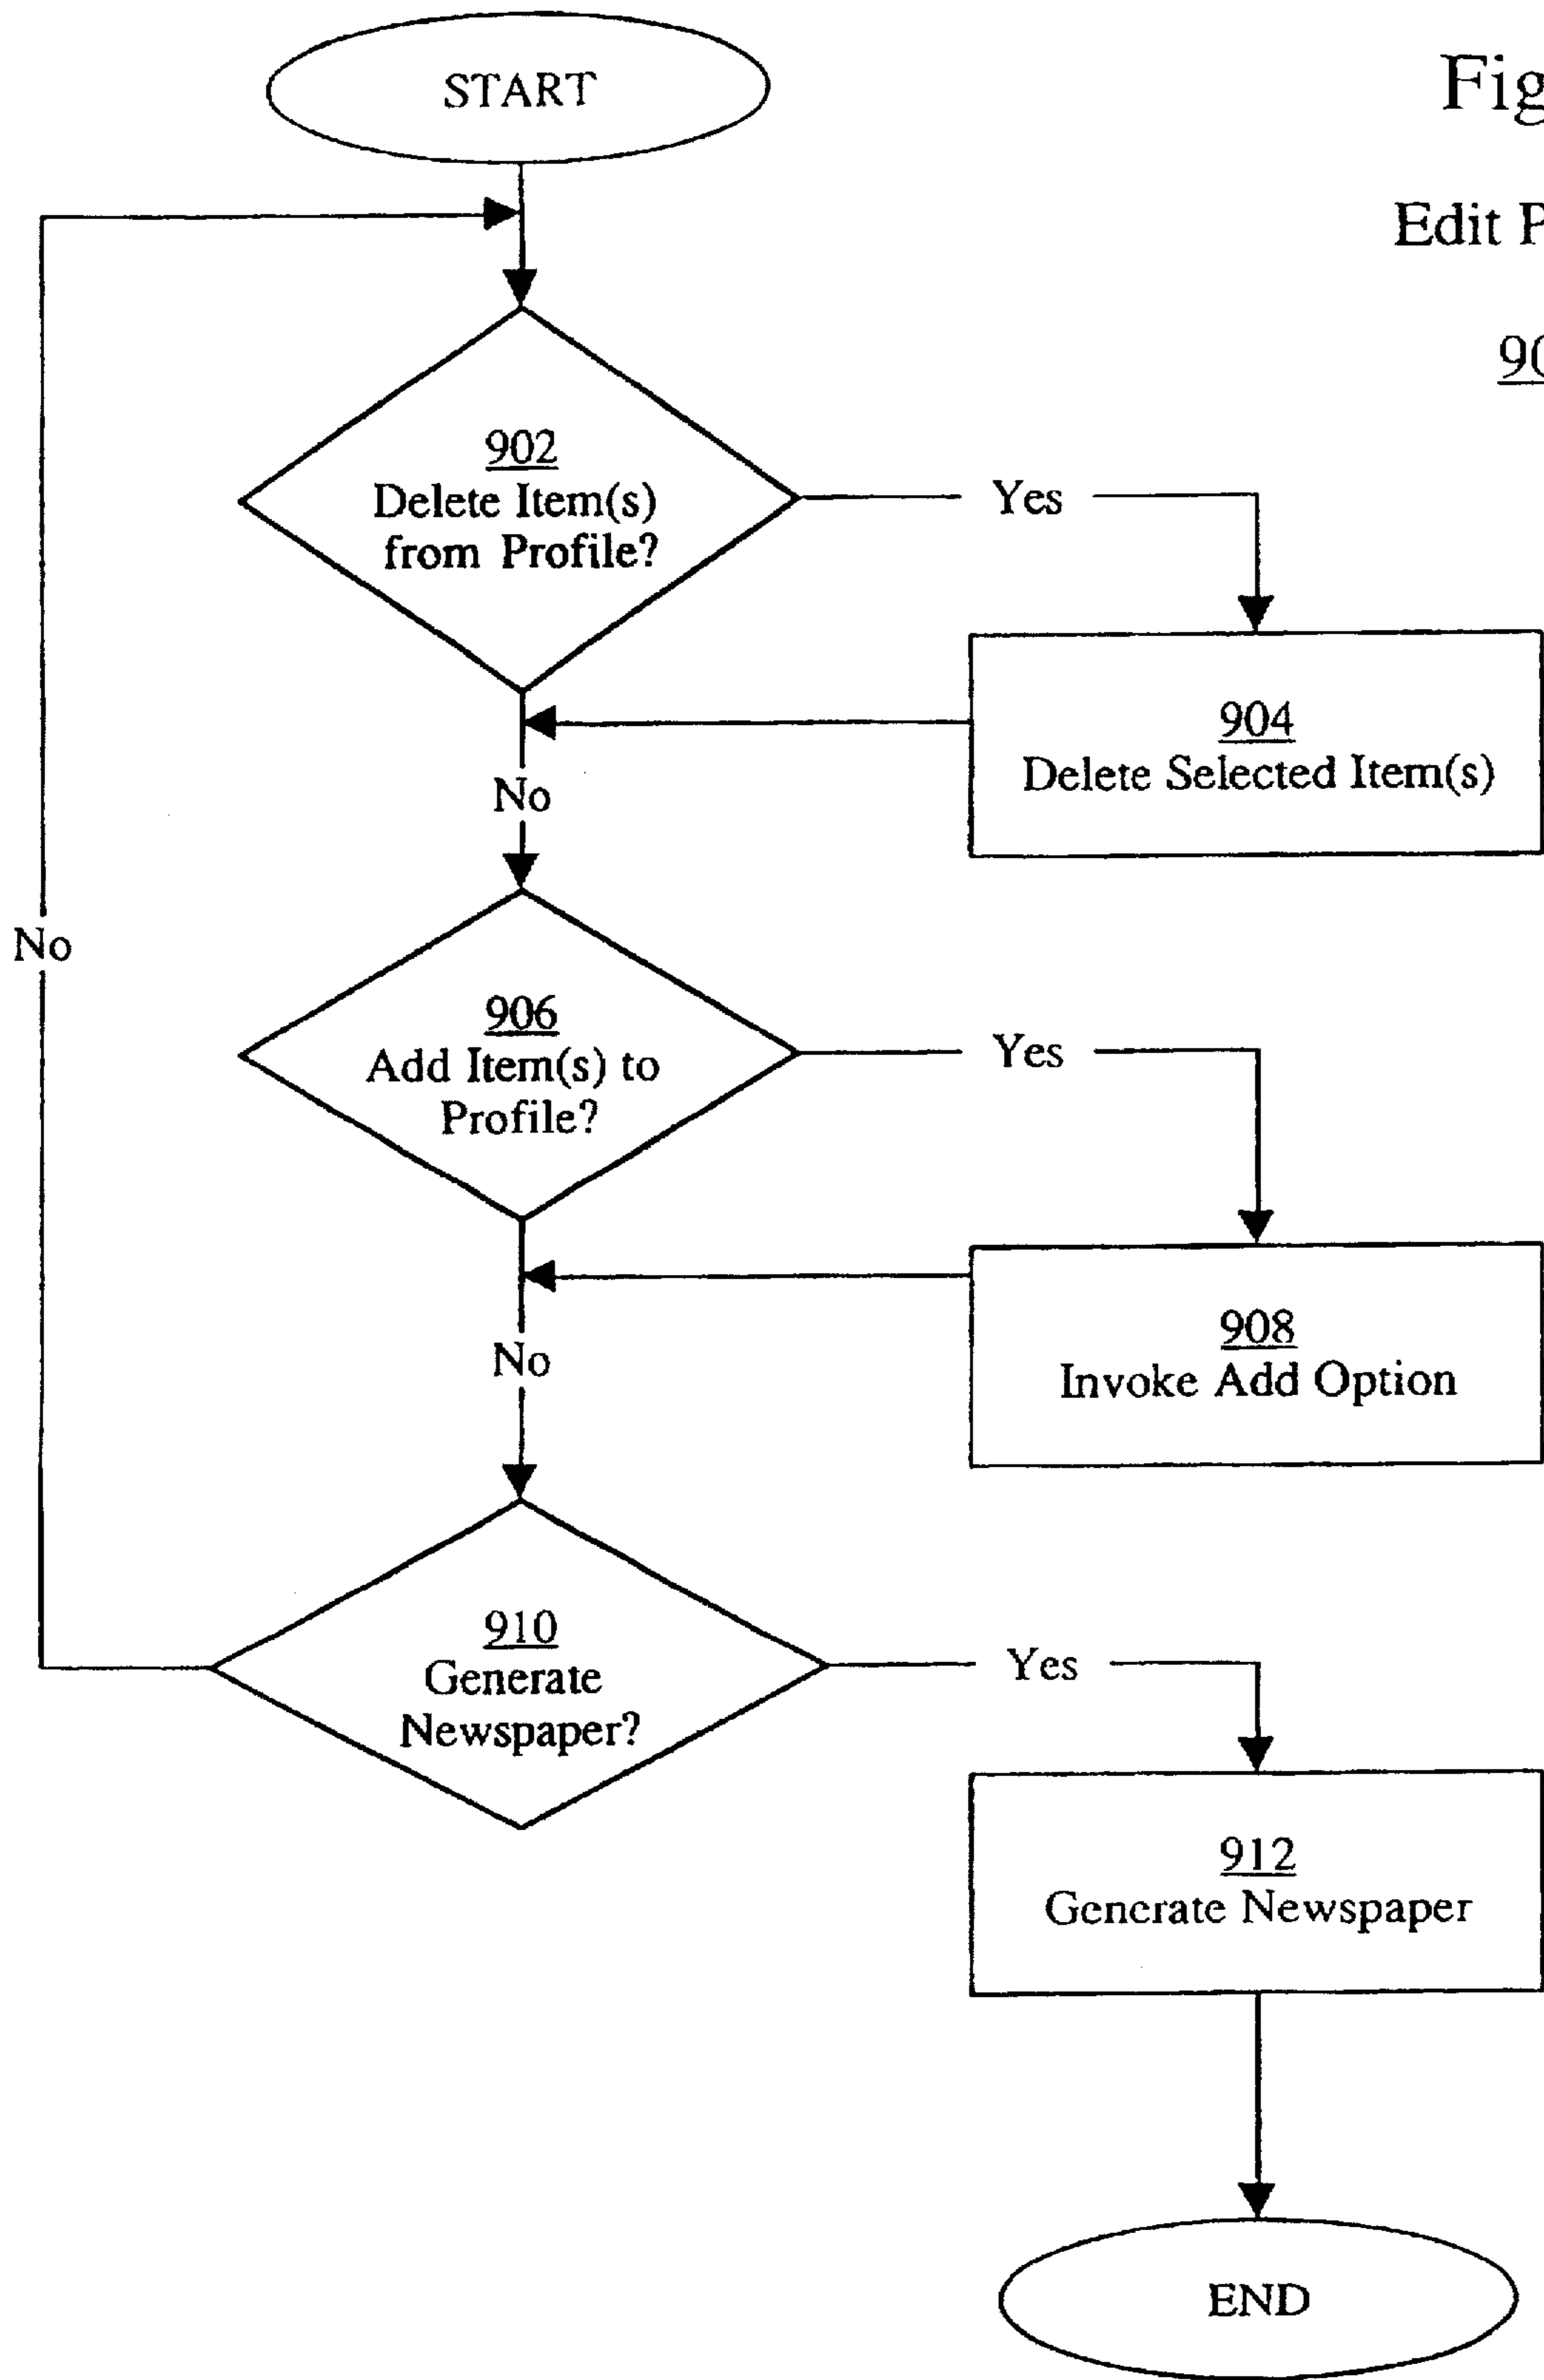 START
Fig
Edit P
90
902
Delete Item(s)
from Profile?
Yes
904
Delete Selected Item(s)
No
No
906
Add Item(s) to
Profile?
Yes
908
Invoke Add Option
No
910
Generate
Newspaper?
Yes
912
Generate Newspaper
END